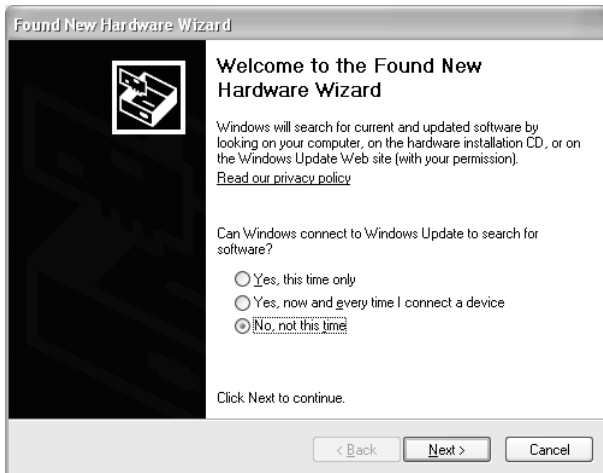 Found New Hardware Wizard
Welcome to the Found New
Hardware Wizard
Windows will search for current and updated software by
looking on your computer, on the hardware installation CD, or on
the Windows Update Web site (with your permission).
Read our privacy policy
Can Windows connect to Windows Update to search for
software?
Yes, this time only
Yes, now and every time I connect a device
No, not this time
Click Next to continue.
< Back Next > Cancel